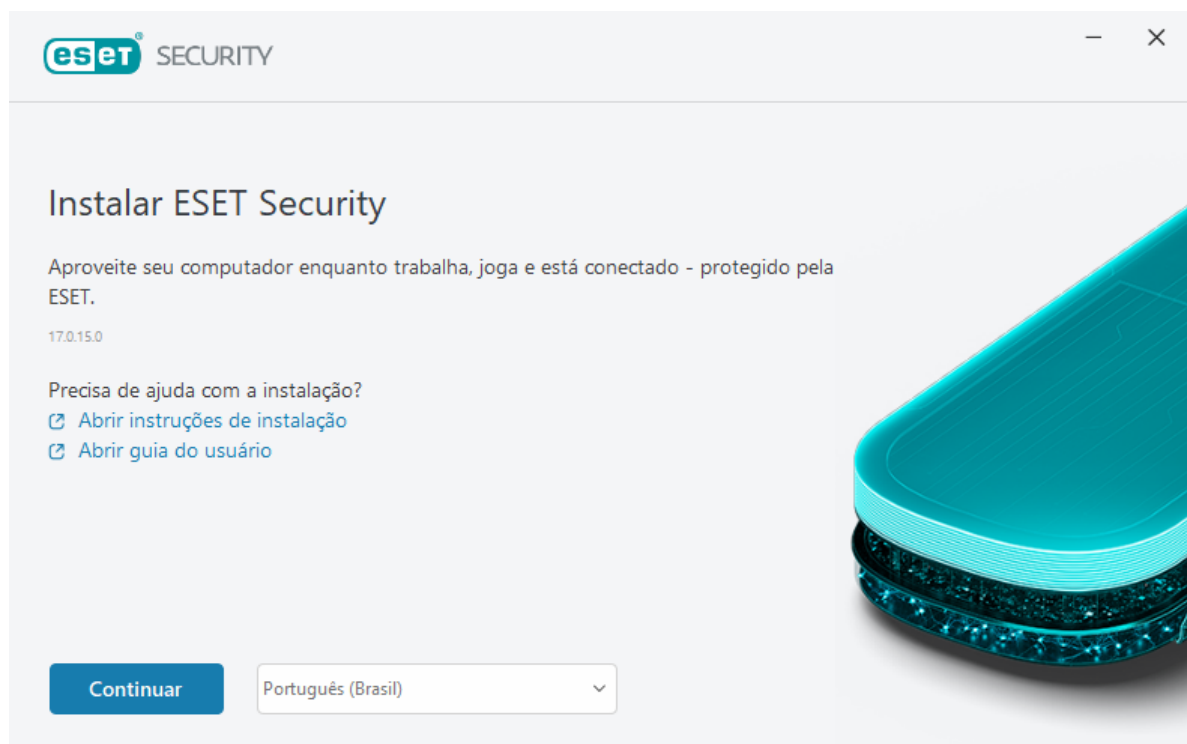 eset® SECURITY
Instalar ESET Security
Aproveite seu computador enquanto trabalha, joga e está conectado - protegido pela
ESET.
17.0.15.0
Precisa de ajuda com a instalação?
Abrir instruções de instalação
Abrir guia do usuário
Continuar
Português (Brasil)